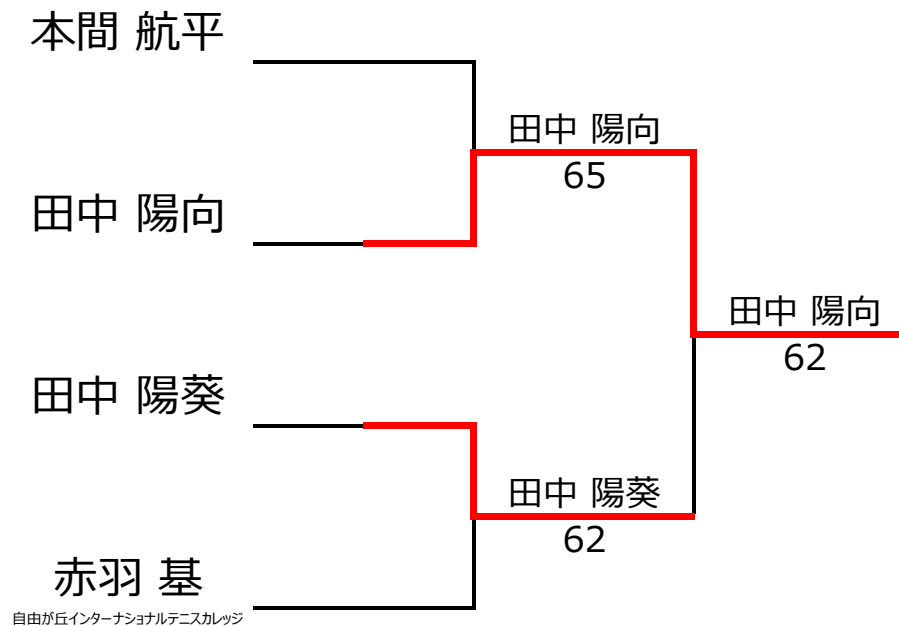 本間 航平
田中 陽向
65
田中 陽向
田中 陽向
62
田中 陽葵
田中 陽葵
62
赤羽 基
自由が丘インターナショナルテニスカレッジ